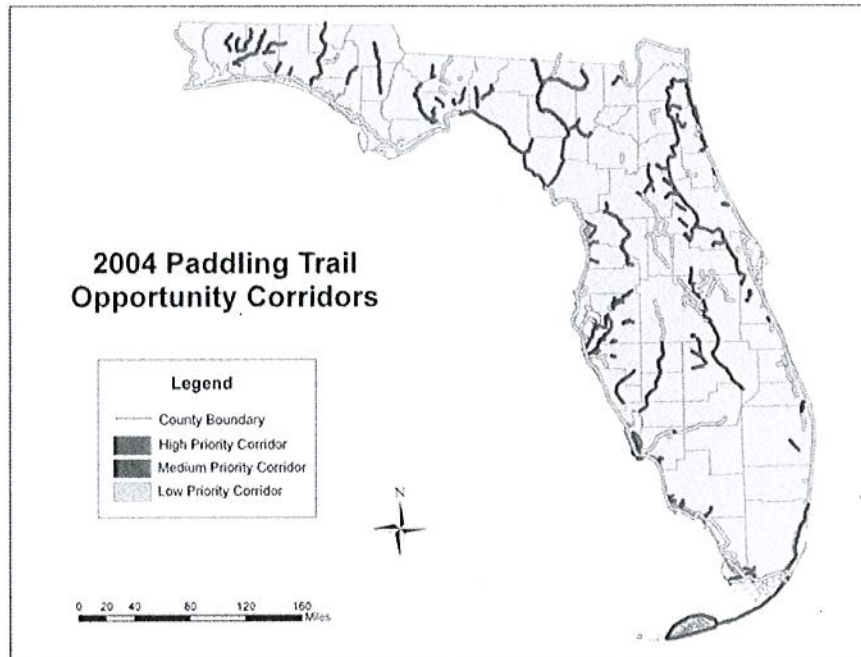 2004 Paddling Trail
Opportunity Corridors
Legend
County Boundary
High Priority Corridor
Medium Priority Corridor
Low Priority Corridor
N
0 20 40 80 120 160
Miles